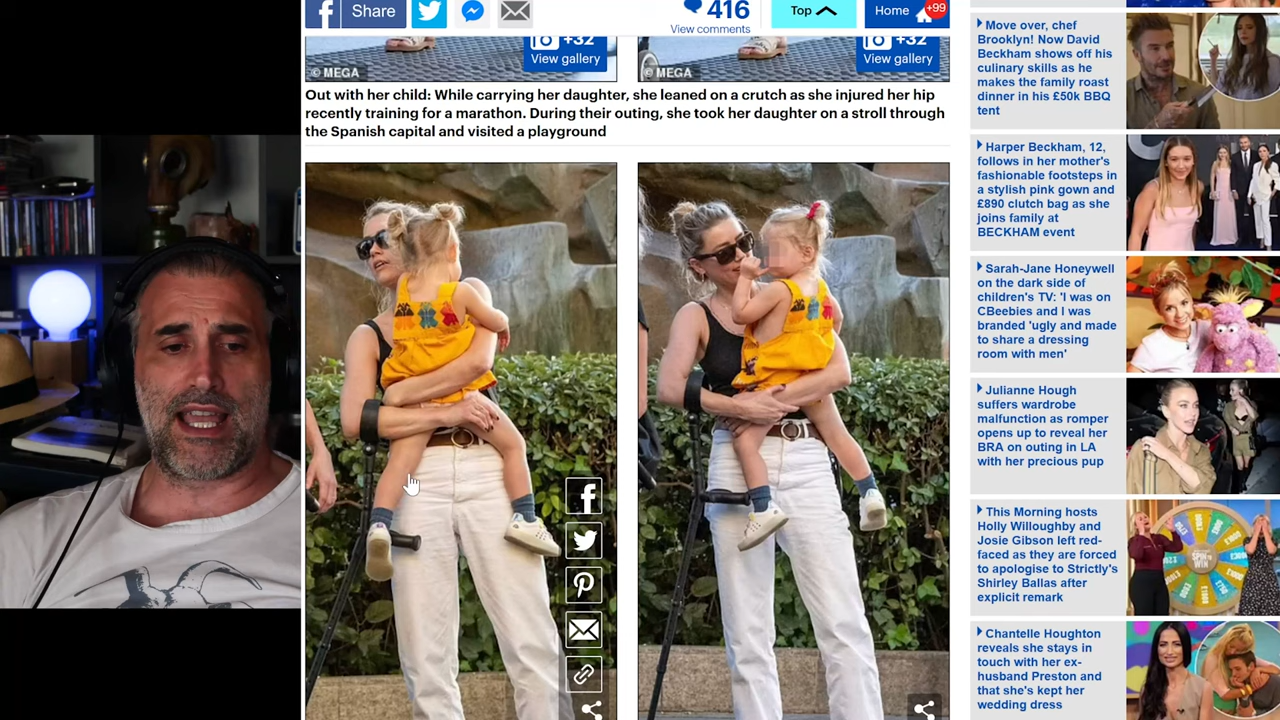 Share
416
View comments
Top
Home
+99
+32
View gallery
© MEGA
+32
View gallery
© MEGA
Out with her child: While carrying her daughter, she leaned on a crutch as she injured her hip
recently training for a marathon. During their outing, she took her daughter on a stroll through
the Spanish capital and visited a playground
Move over, chef
Brooklyn! Now David
Beckham shows off his
culinary skills as he
makes the family roast
dinner in his £50k BBQ
tent
Harper Beckham, 12,
follows in her mother's
fashionable footsteps in
a stylish pink gown and
£890 clutch bag as she
joins family at
BECKHAM event
Sarah-Jane Honeywell
on the dark side of
children's TV: 'I was on
CBeebies and I was
branded 'ugly and made
to share a dressing
room with men'
Julianne Hough
suffers wardrobe
malfunction as romper
opens up to reveal her
BRA on outing in LA
with her precious pup
This Morning hosts
Holly Willoughby and
Josie Gibson left red-
faced as they are forced
to apologise to Strictly's
Shirley Ballas after
explicit remark
SPIN TO
WIN
Chantelle Houghton
reveals she stays in
touch with her ex-
husband Preston and
that she's kept her
wedding dress